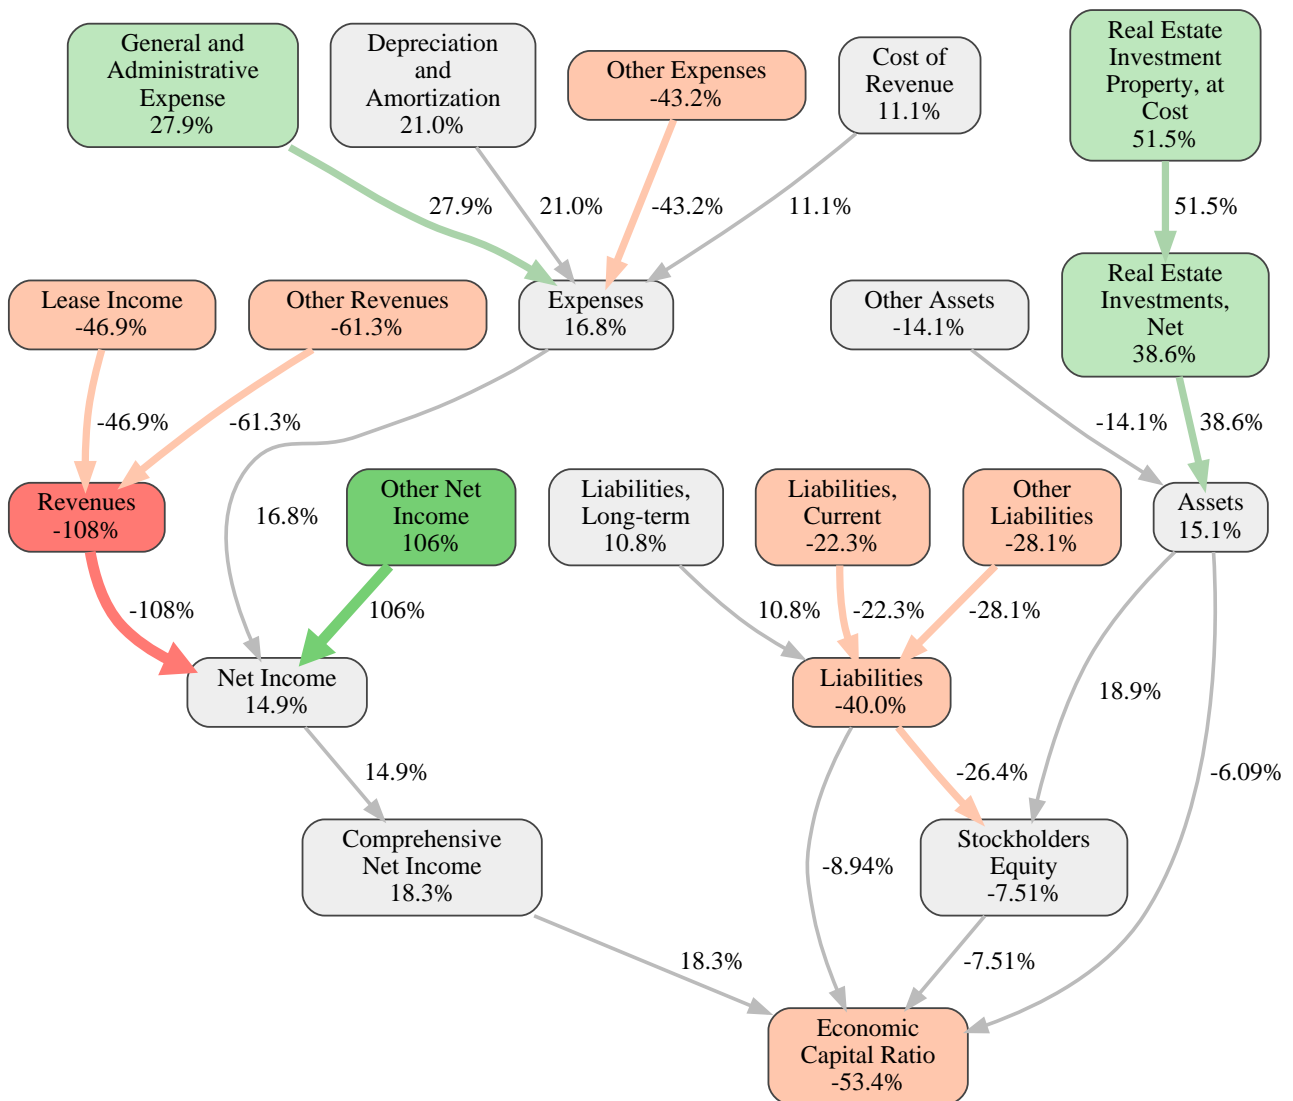 General and
Administrative
Expense
27.9%
Depreciation
and
Amortization
21.0%
Other Expenses
-43.2%
Cost of
Revenue
11.1%
Real Estate
Investment
Property, at
Cost
51.5%
27.9%
21.0%
-43.2%
11.1%
51.5%
Lease Income
-46.9%
Other Revenues
-61.3%
Expenses
16.8%
Other Assets
-14.1%
Real Estate
Investments,
Net
38.6%
-46.9%
-61.3%
-14.1%
38.6%
Revenues
-108%
16.8%
Other Net
Income
106%
Liabilities,
Long-term
10.8%
Liabilities,
Current
-22.3%
Other
Liabilities
-28.1%
Assets
15.1%
-108%
106%
10.8%
-22.3%
-28.1%
Net Income
14.9%
Liabilities
-40.0%
18.9%
14.9%
-26.4%
-6.09%
Comprehensive
Net Income
18.3%
-8.94%
Stockholders
Equity
-7.51%
18.3%
-7.51%
Economic
Capital Ratio
-53.4%